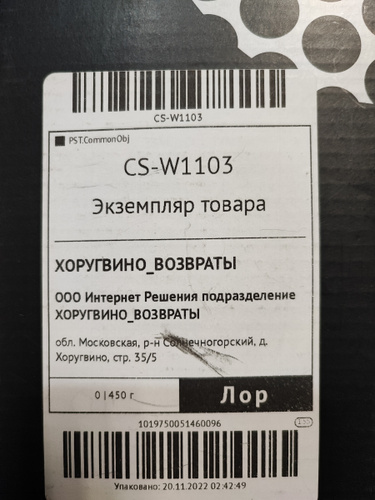 CS-W1103
PST.CommonObj
CS-W1103
Экземпляр товара
ХОРУГВИНО_ВОЗВРАТЫ
ООО Интернет Решения подразделение
ХОРУГВИНО_ВОЗВРАТЫ
обл. Московская, р-н Солнечногорский, д.
Хоругвино, стр. 35/5
0 | 450 г
Лор
1019750051460096
Упаковано: 20.11.2022 02:42:49